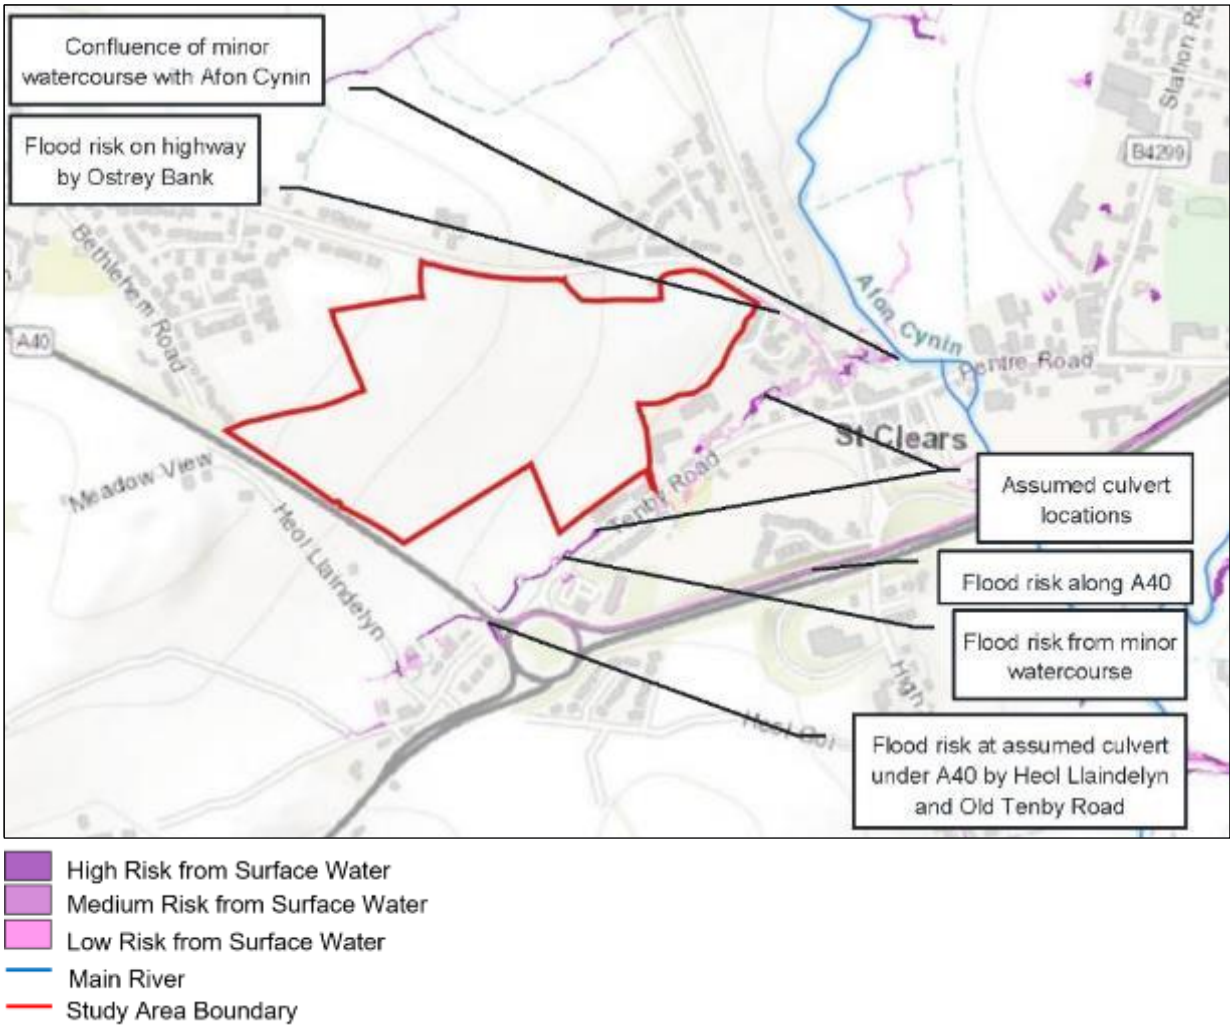 Confluence of minor
watercourse with Afon Cynin
Flood risk on highway
by Ostrey Bank
Station Ro
B4299
Bethlehem Road
A40
Afon Cynin
Pentre Road
St Clears
Meadow View
Heol Llaindelyn
Tenby Road
Assumed culvert
locations
Flood risk along A40
Flood risk from minor
watercourse
High
Heol Goi
Flood risk at assumed culvert
under A40 by Heol Llaindelyn
and Old Tenby Road
High Risk from Surface Water
Medium Risk from Surface Water
Low Risk from Surface Water
Main River
Study Area Boundary